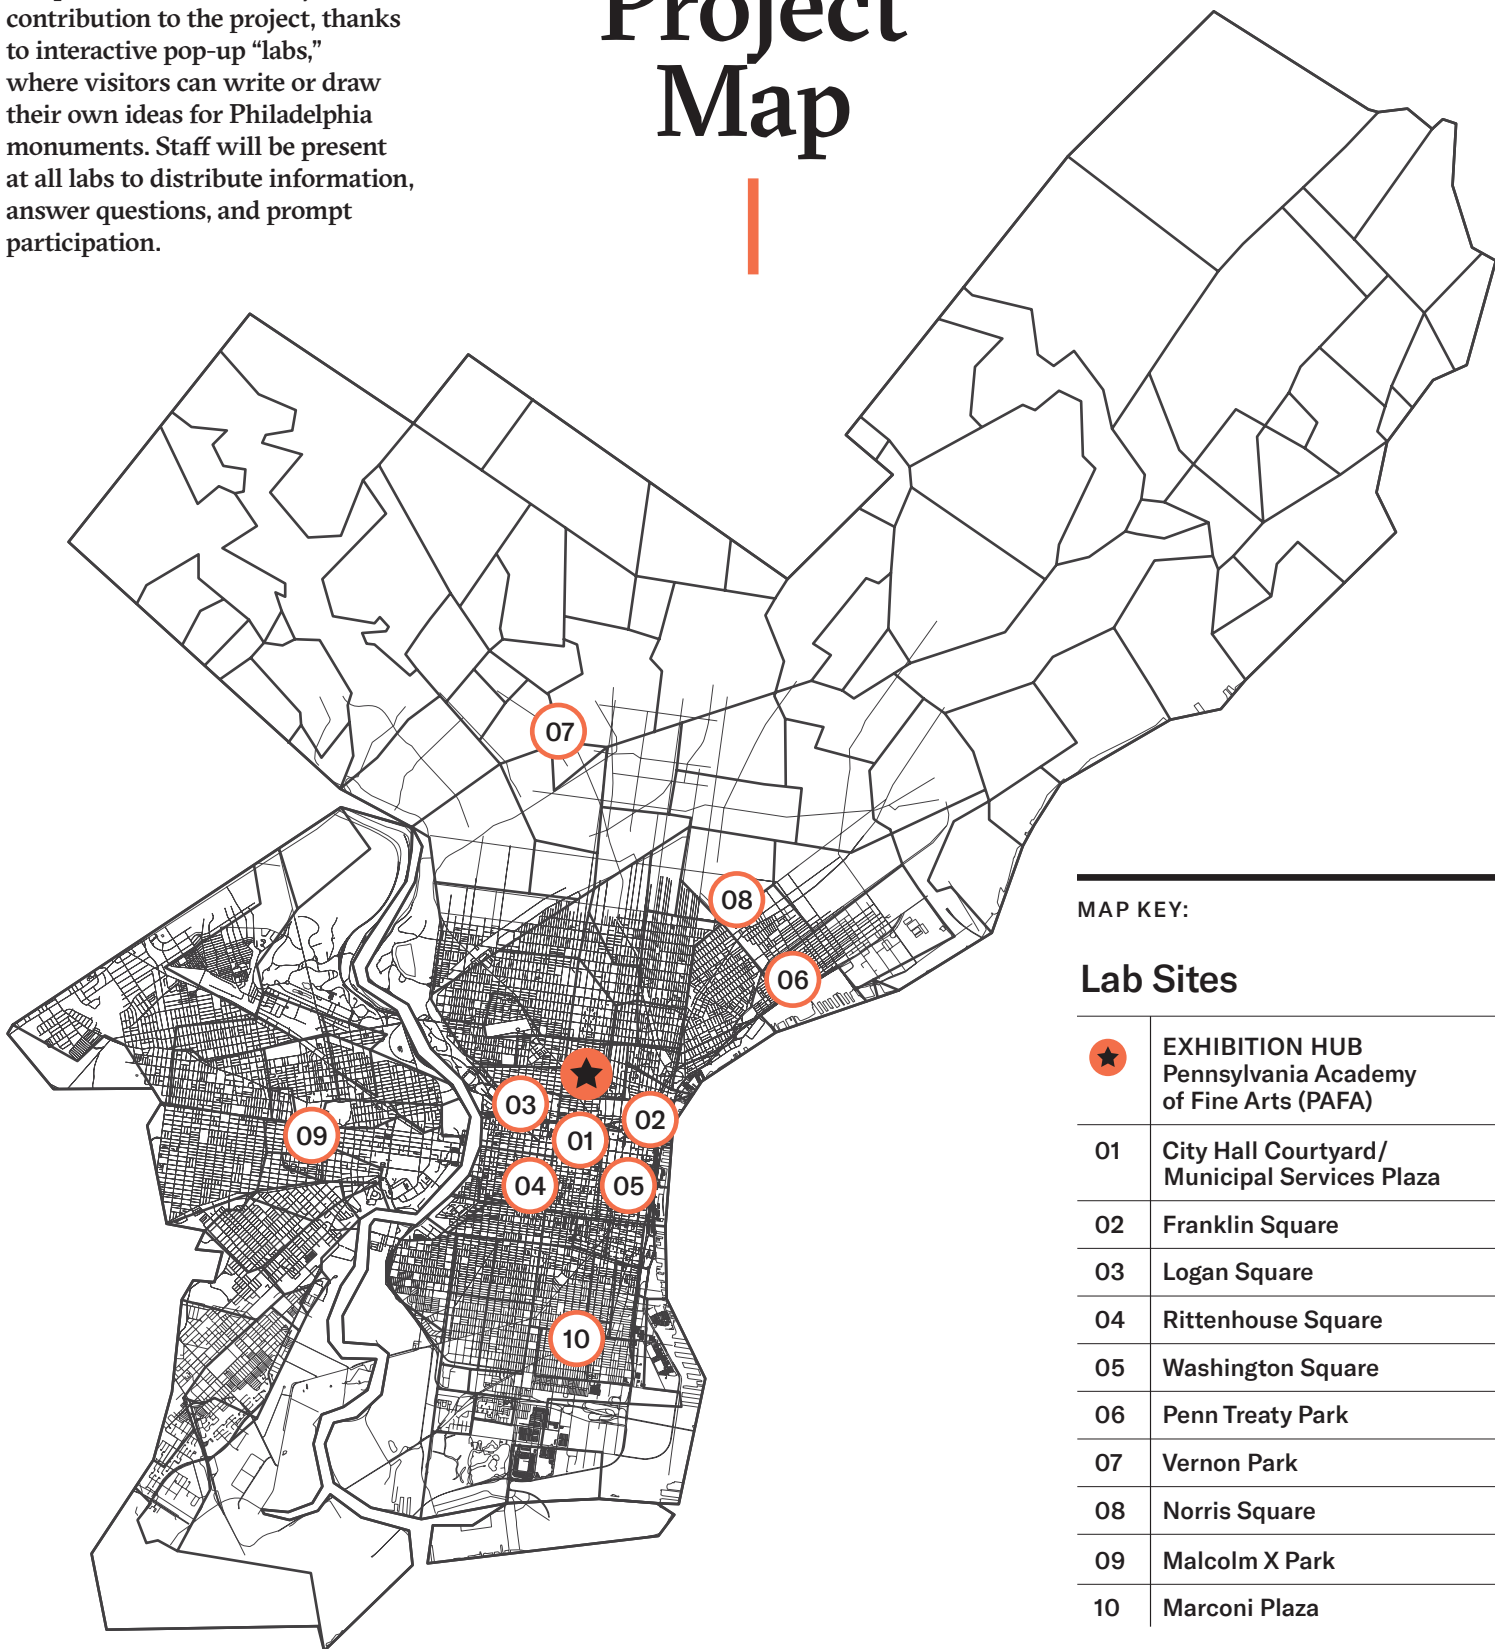 contribution to the project, thanks
to interactive pop-up “labs,”
where visitors can write or draw
their own ideas for Philadelphia
monuments. Staff will be present
at all labs to distribute information,
answer questions, and prompt
participation.
Project
Map
07
08
06
03
02
01
09
04
05
10
MAP KEY:
Lab Sites
EXHIBITION HUB
Pennsylvania Academy
of Fine Arts (PAFA)
01 City Hall Courtyard/
Municipal Services Plaza
02 Franklin Square
03 Logan Square
04 Rittenhouse Square
05 Washington Square
06 Penn Treaty Park
07 Vernon Park
08 Norris Square
09 Malcolm X Park
10 Marconi Plaza